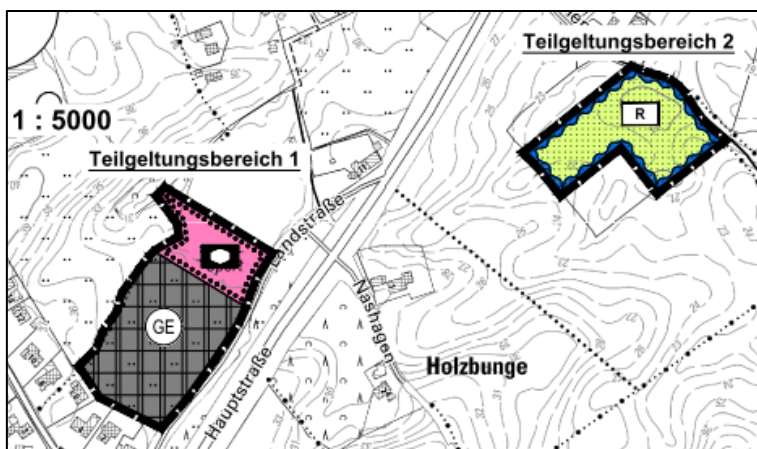 Teilgeltungsbereich 2
1 : 5000
R
Teilgeltungsbereich 1
Landstraße
GE
Nashagen
Hauptstraße
Holzbunge